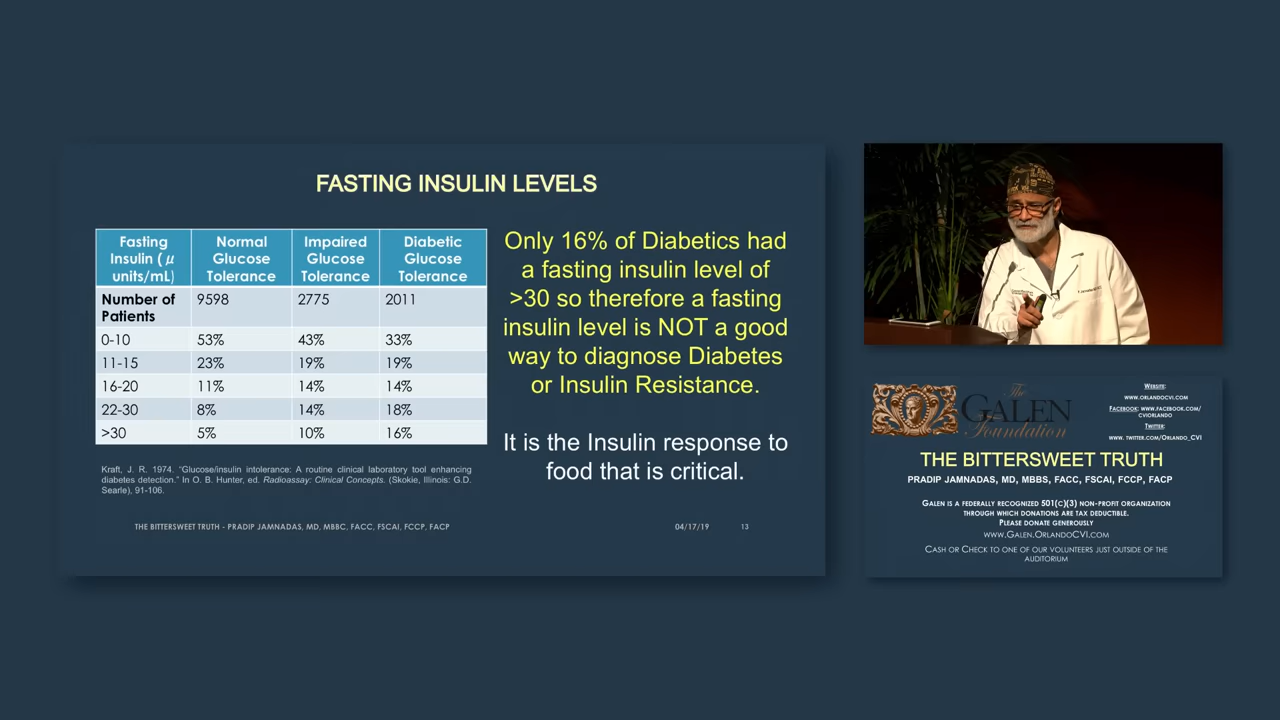 FASTING INSULIN LEVELS
Fasting Insulin ( μ units/mL)
Normal Glucose Tolerance
Impaired Glucose Tolerance
Diabetic Glucose Tolerance
Number of Patients 9598 2775 2011
0-10 53% 43% 33%
11-15 23% 19% 19%
16-20 11% 14% 14%
22-30 8% 14% 18%
>30 5% 10% 16%
Kraft, J. R. 1974. "Glucose/insulin intolerance: A routine clinical laboratory tool enhancing
diabetes detection." In O. B. Hunter, ed. Radioassay: Clinical Concepts. (Skokie, Illinois: G.D.
Searle), 91-106.
Only 16% of Diabetics had
a fasting insulin level of
>30 so therefore a fasting
insulin level is NOT a good
way to diagnose Diabetes
or Insulin Resistance.
It is the Insulin response to
food that is critical.
THE BITTERSWEET TRUTH - PRADIP JAMNADAS, MD, MBBC, FACC, FSCAI, FCCP, FACP
04/17/19
13
The
GALEN
Foundation
WEBSITE:
WWW.ORLANDOCVI.COM
FACEBOOK: WWW.FACEBOOK.COM/
CVIORLANDO
TWITTER:
WWW. TWITTER.COM/ORLANDO_CVI
THE BITTERSWEET TRUTH
PRADIP JAMNADAS, MD, MBBS, FACC, FSCAI, FCCP, FACP
GALEN IS A FEDERALLY RECOGNIZED 501(C)(3) NON-PROFIT ORGANIZATION
THROUGH WHICH DONATIONS ARE TAX DEDUCTIBLE.
PLEASE DONATE GENEROUSLY
WWW.GALEN.ORLANDOCVI.COM
CASH OR CHECK TO ONE OF OUR VOLUNTEERS JUST OUTSIDE OF THE
AUDITORIUM